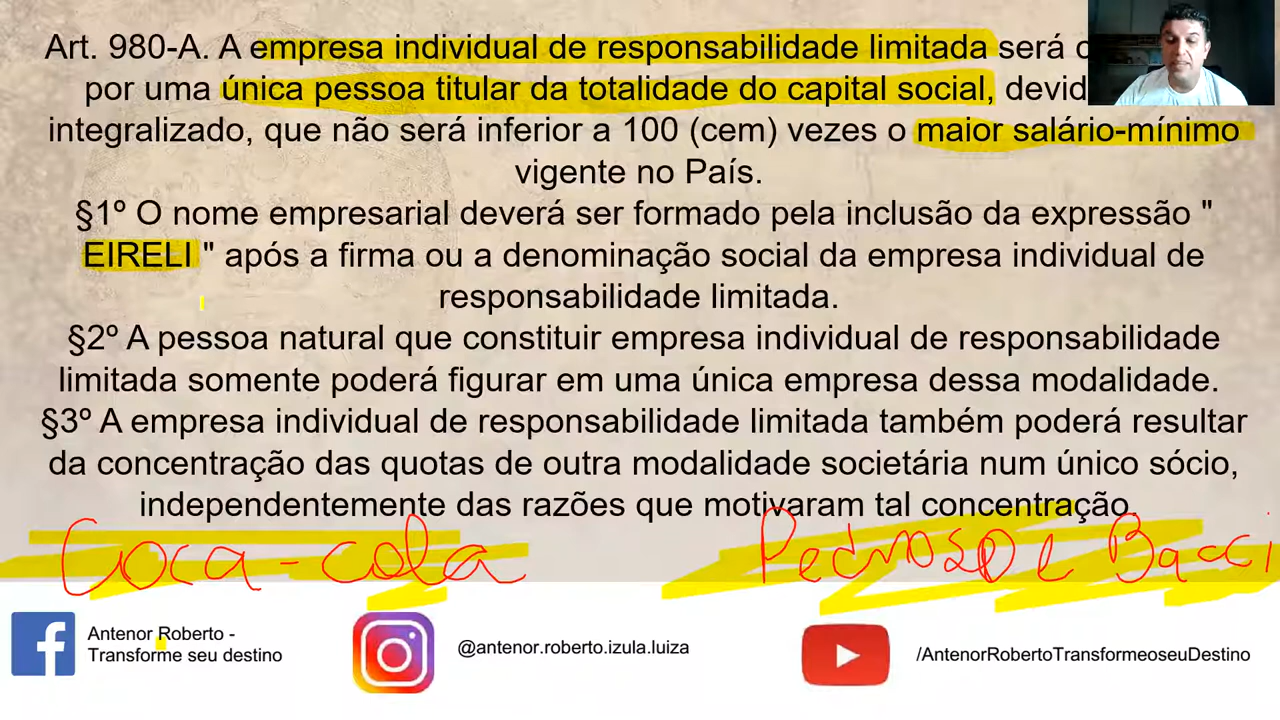 Art. 980-A. A empresa individual de responsabilidade limitada será
por uma única pessoa titular da totalidade do capital social,
integralizado, que não será inferior a 100 (cem) vezes o maior salário-mínimo
vigente no País.
§1º O nome empresarial deverá ser formado pela inclusão da expressão "
EIRELI " após a firma ou a denominação social da empresa individual de
responsabilidade limitada.
§2º A pessoa natural que constituir empresa individual de responsabilidade
limitada somente poderá figurar em uma única empresa dessa modalidade.
§3º A empresa individual de responsabilidade limitada também poderá resultar
da concentração das quotas de outra modalidade societária num único sócio,
independentemente das razões que motivaram tal concentração.
Coca-cola Pedroso e Bacci
Antenor Roberto -
Transforme seu destino
@antenor.roberto.izula.luiza
/AntenorRobertoTransformeoseuDestino